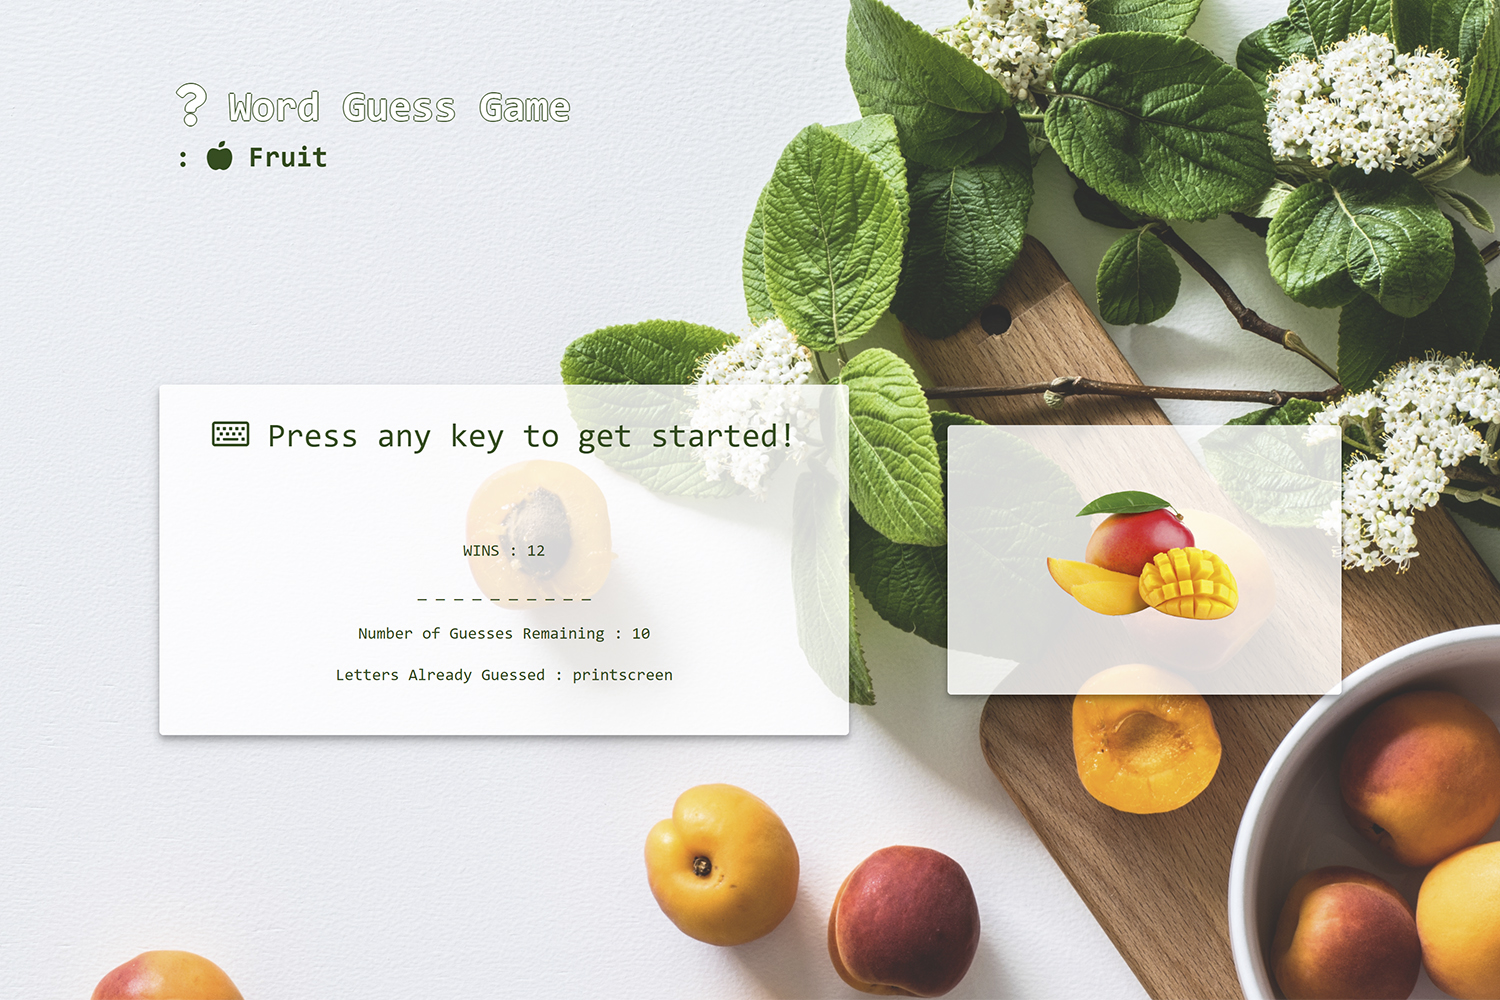 Word Guess Game
: Fruit
Press any key to get started!
WINS : 12
_ _ _ _ _ _ _ _ _ _
Number of Guesses Remaining : 10
Letters Already Guessed : printscreen